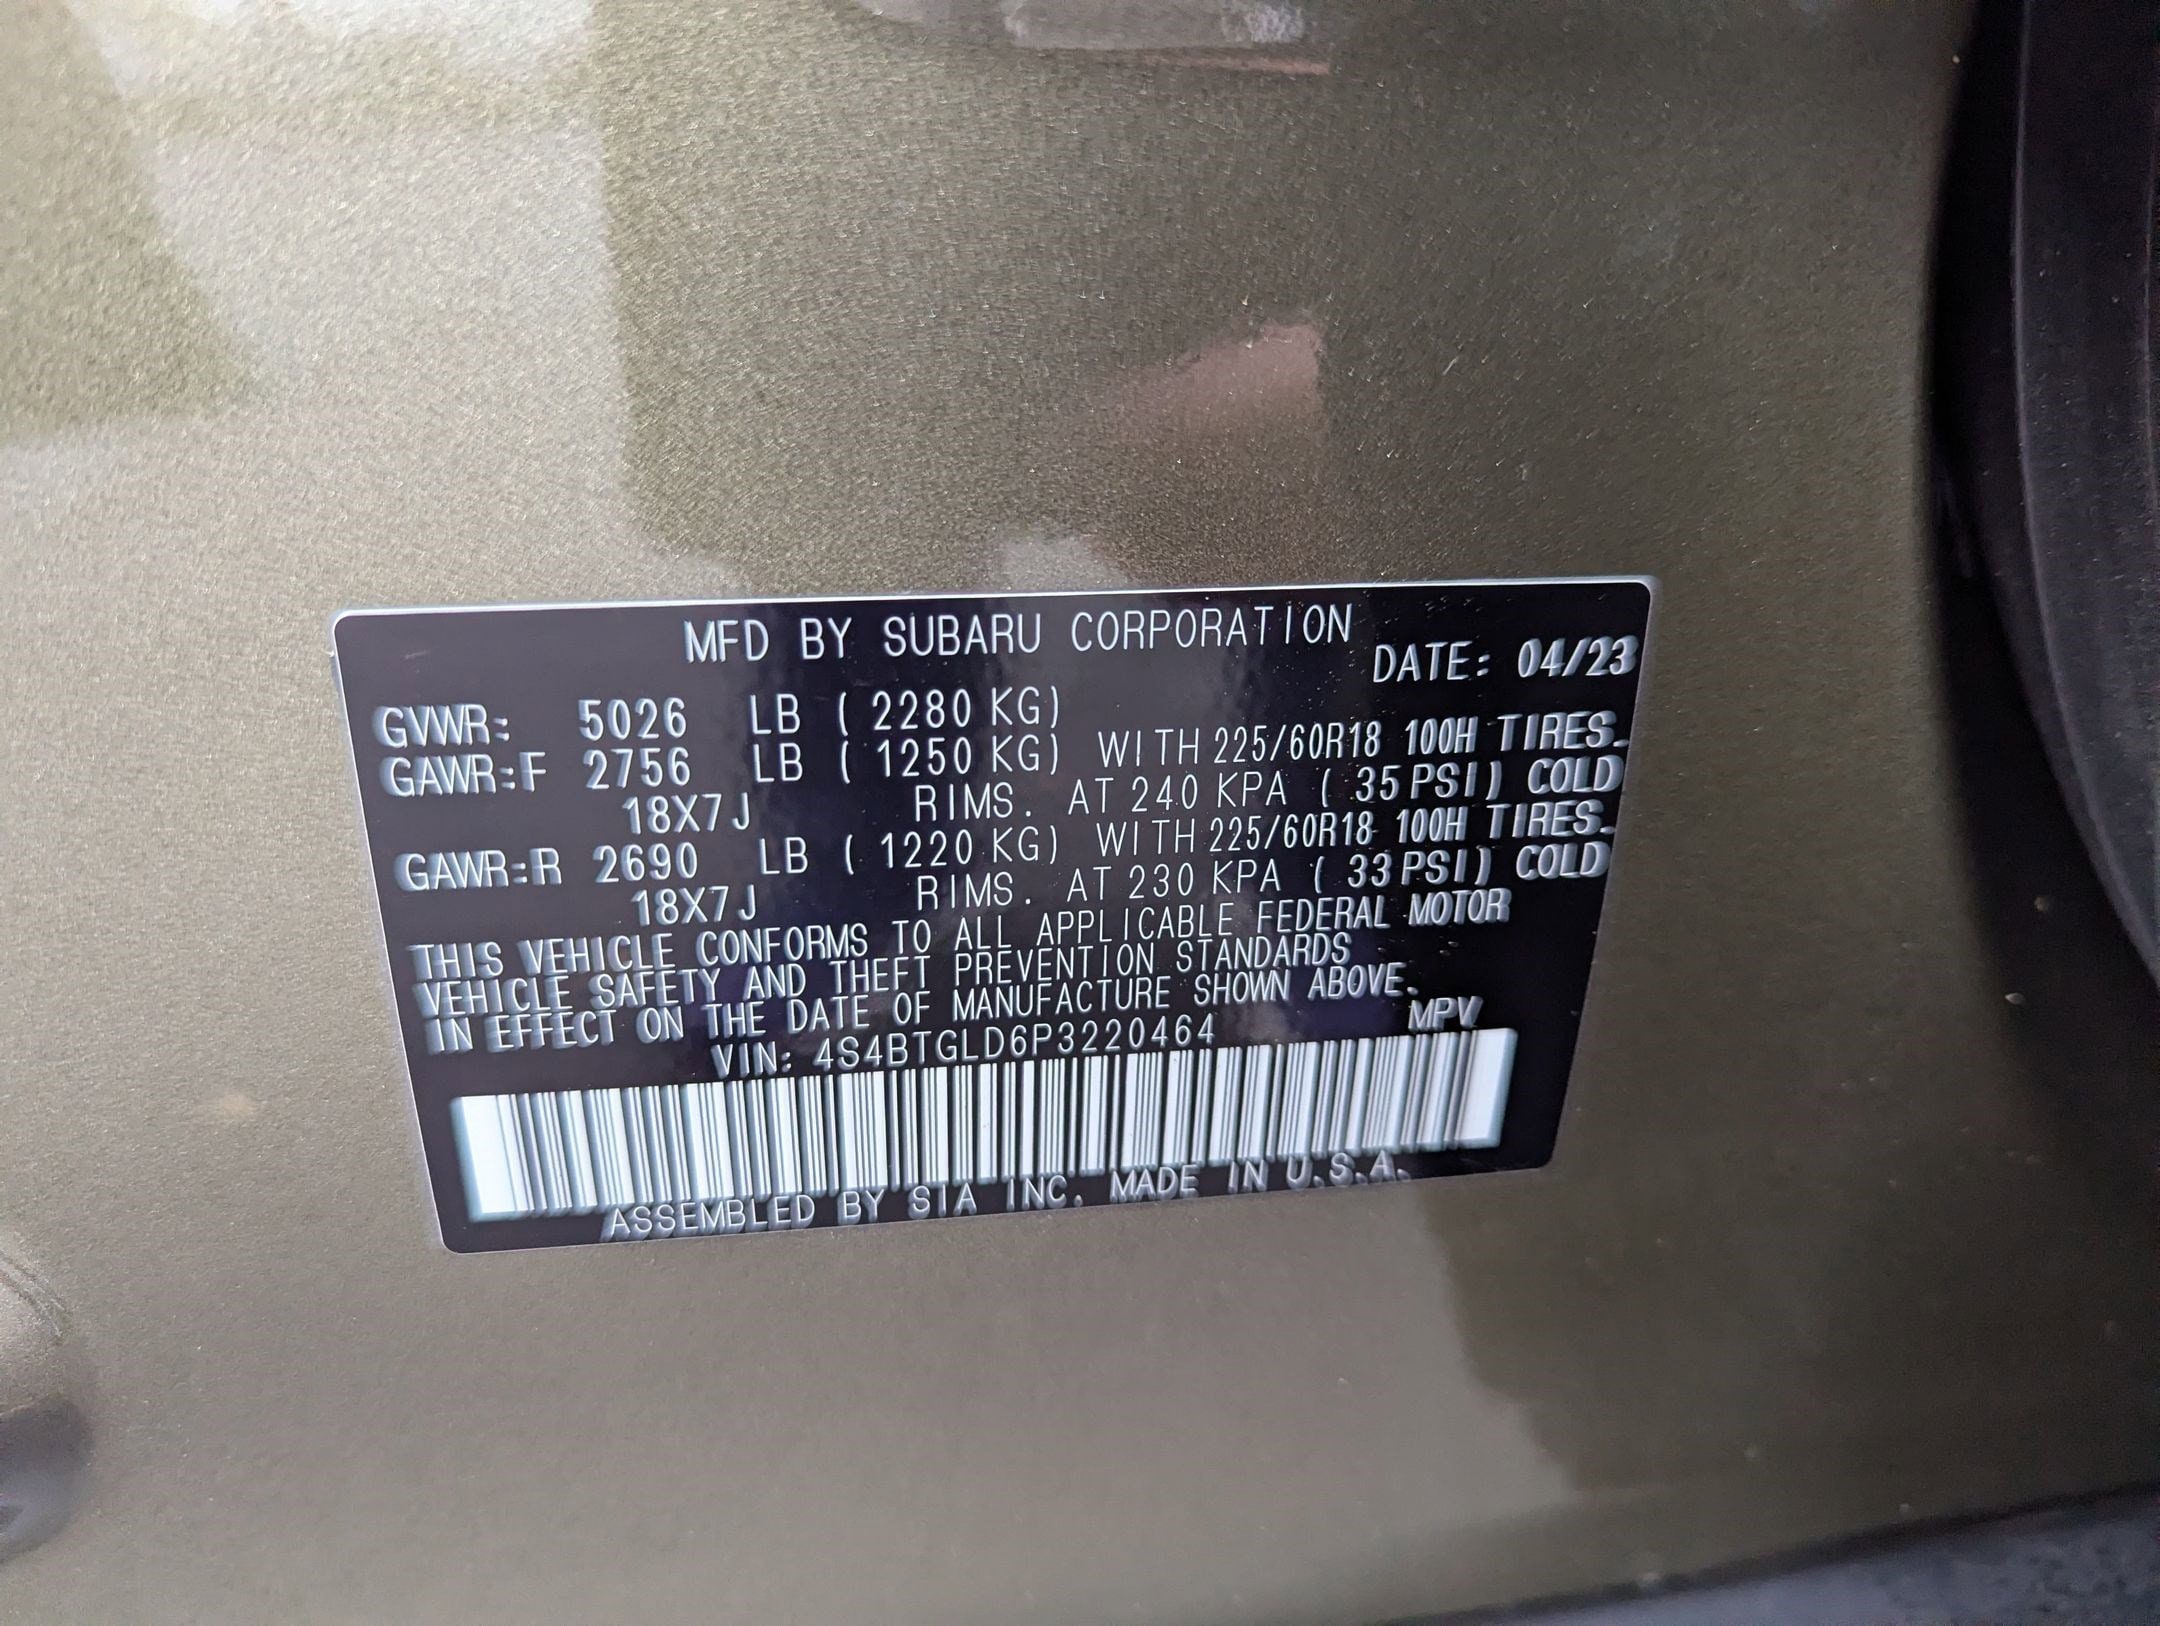 MFD BY SUBARU CORPORATION
DATE: 04/23
GVWR: 5026 LB ( 2280 KG)
GAWR:F 2756 LB ( 1250 KG) WITH 225/60R18 100H TIRES.
18X7J RIMS. AT 240 KPA ( 35 PSI) COLD
GAWR:R 2690 LB ( 1220 KG) WITH 225/60R18 100H TIRES.
18X7J RIMS. AT 230 KPA ( 33 PSI) COLD
THIS VEHICLE CONFORMS TO ALL APPLICABLE FEDERAL MOTOR
VEHICLE SAFETY AND THEFT PREVENTION STANDARDS
IN EFFECT ON THE DATE OF MANUFACTURE SHOWN ABOVE.
VIN: 4S4BTGLD6P3220464 MPV
ASSEMBLED BY SIA INC. MADE IN U.S.A.